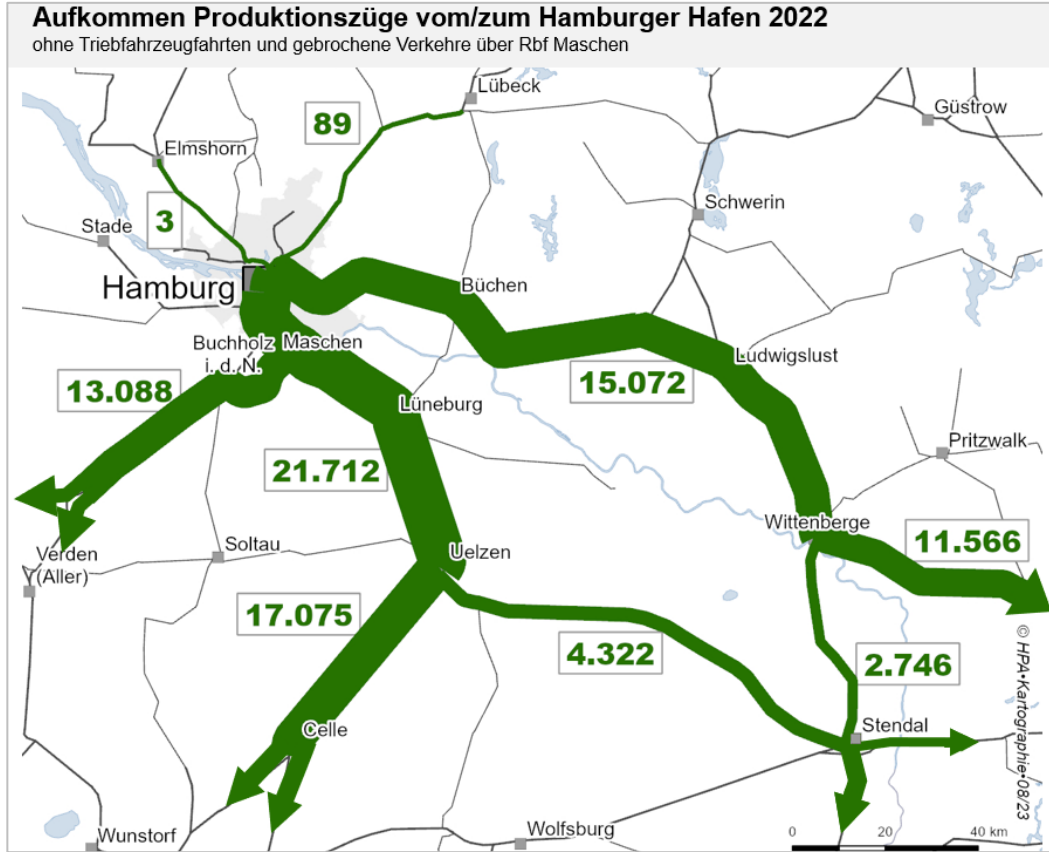 Aufkommen Produktionszüge vom/zum Hamburger Hafen 2022
ohne Triebfahrzeugfahrten und gebrochene Verkehre über Rbf Maschen
Lübeck
89
Güstrow
Elmshorn
3
Schwerin
Stade
Hamburg
Büchen
Buchholz
i. d. N.
Maschen
Ludwigslust
13.088
15.072
Lüneburg
Pritzwalk
21.712
Wittenberge
11.566
Soltau
Uelzen
Verden
(Aller)
17.075
4.322
2.746
Stendal
Celle
© HPA•Kartographie•08/23
Wunstorf
Wolfsburg
0 20 40 km